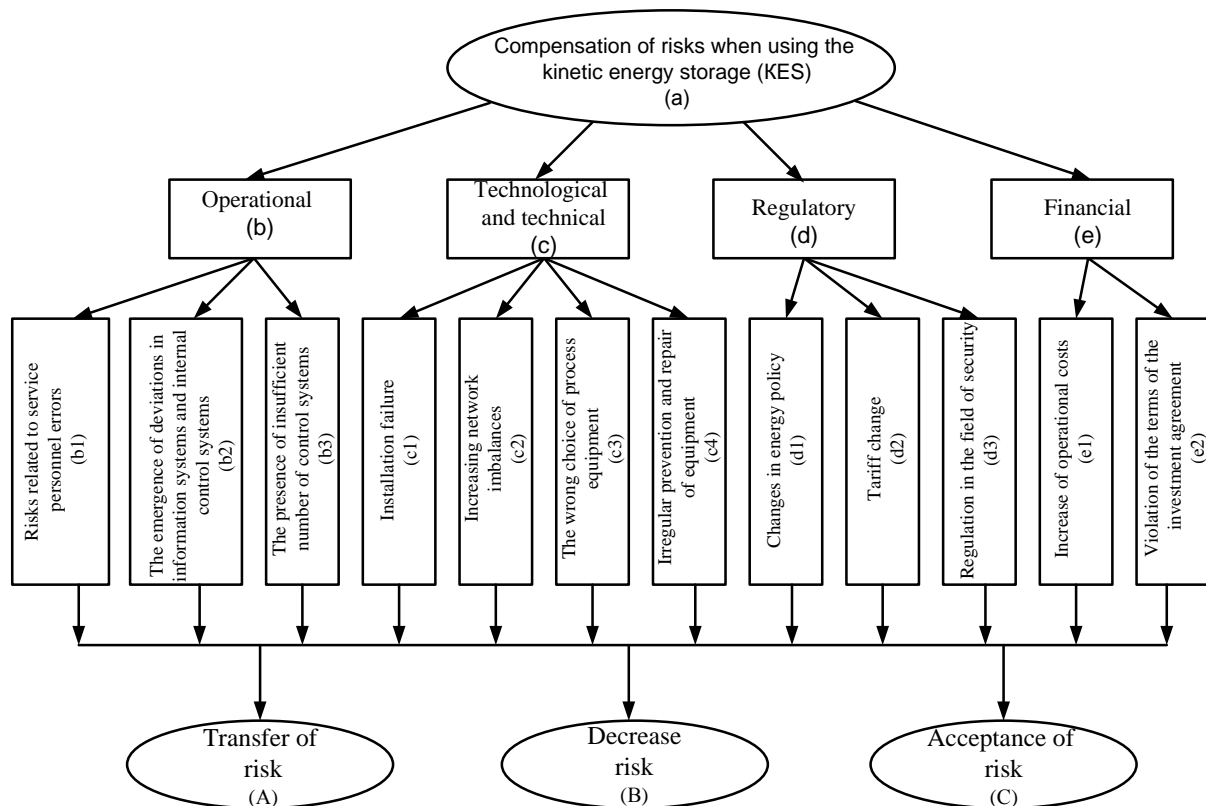 Compensation of risks when using the
kinetic energy storage (KES)
(a)
Operational
(b)
Technological
and technical
(c)
Regulatory
(d)
Financial
(e)
Risks related to service
personnel errors
(b1)
The emergence of deviations in
information systems and internal
control systems
(b2)
The presence of insufficient
number of control systems
(b3)
Installation failure
(c1)
Increasing network
imbalances
(c2)
The wrong choice of process
equipment
(c3)
Irregular prevention and repair
of equipment
(c4)
Changes in energy policy
(d1)
Tariff change
(d2)
Regulation in the field of security
(d3)
Increase of operational costs
(e1)
Violation of the terms of the
investment agreement
(e2)
Transfer of
risk
(A)
Decrease
risk
(B)
Acceptance of
risk
(C)